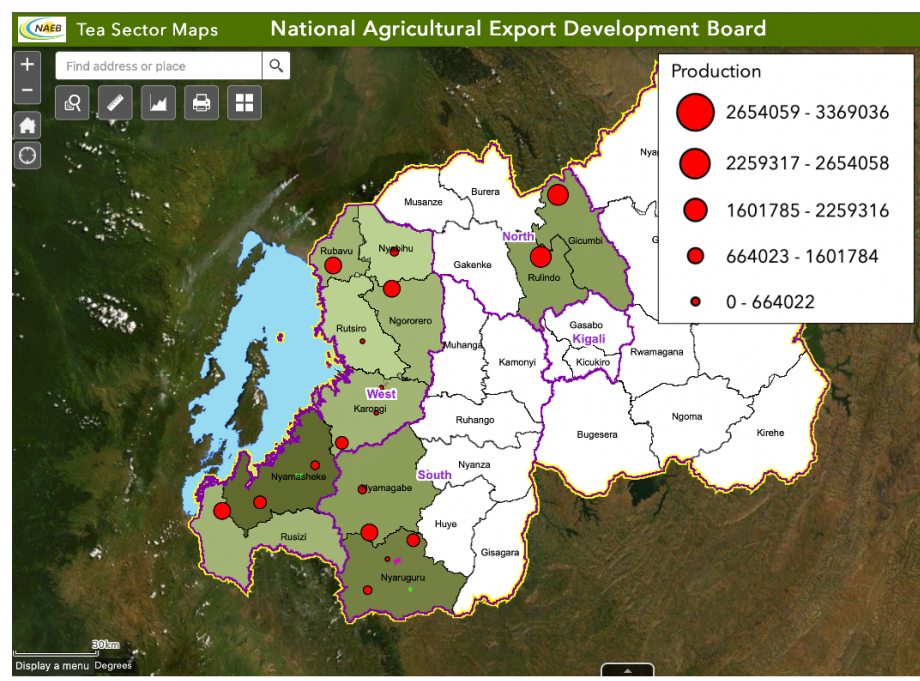 NAEB
Tea Sector Maps
National Agricultural Export Development Board
Find address or place
Production
2654059 - 3369036
2259317 - 2654058
1601785 - 2259316
664023 - 1601784
0 - 664022
Burera
Musanze
North
Gicumbi
Rubavu
Nyabihu
Gakenke
Rulindo
Ngororero
Rutsiro
Gasabo
Kigali
Muhanga
Kamonyi
Kicukiro
Rwamagana
West
Karongi
Ruhango
Bugesera
Ngoma
Kirehe
Nyamasheke
South
Nyanza
Nyamagabe
Huye
Rusizi
Gisagara
Nyaruguru
30km
Display a menu
Degrees